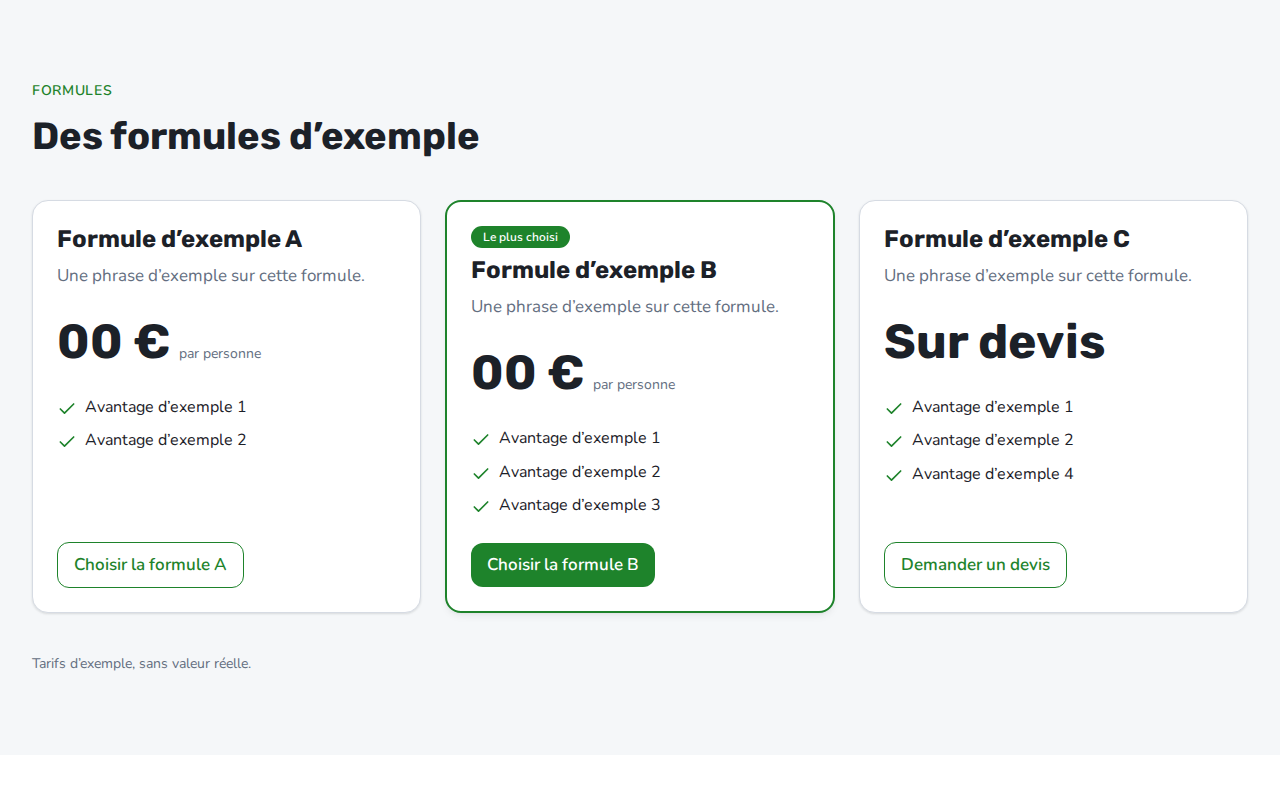 FORMULES
Des formules d’exemple
Formule d’exemple A
Une phrase d’exemple sur cette formule.
00 € par personne
Avantage d’exemple 1
Avantage d’exemple 2
Choisir la formule A
Le plus choisi
Formule d’exemple B
Une phrase d’exemple sur cette formule.
00 € par personne
Avantage d’exemple 1
Avantage d’exemple 2
Avantage d’exemple 3
Choisir la formule B
Formule d’exemple C
Une phrase d’exemple sur cette formule.
Sur devis
Avantage d’exemple 1
Avantage d’exemple 2
Avantage d’exemple 4
Demander un devis
Tarifs d’exemple, sans valeur réelle.